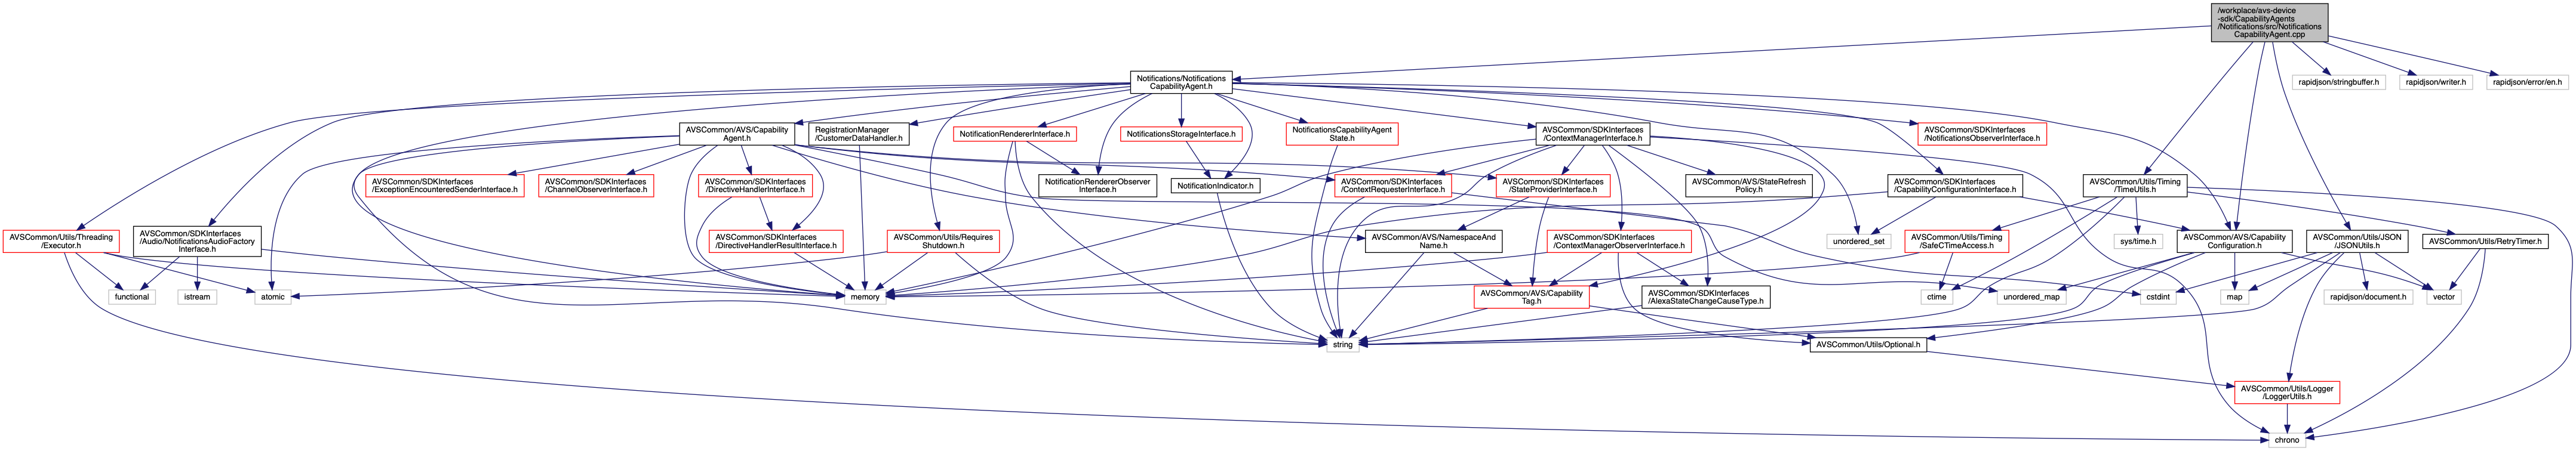 /workplace/avs-device
-sdk/CapabilityAgents
/Notifications/src/Notifications
CapabilityAgent.cpp
Notifications/Notifications
CapabilityAgent.h
rapidjson/stringbuffer.h
rapidjson/writer.h
rapidjson/error/en.h
AVSCommon/AVS/Capability
Agent.h
RegistrationManager
/CustomerDataHandler.h
NotificationRendererInterface.h
NotificationsStorageInterface.h
NotificationsCapabilityAgent
State.h
AVSCommon/SDKInterfaces
/ContextManagerInterface.h
AVSCommon/SDKInterfaces
/NotificationsObserverInterface.h
AVSCommon/SDKInterfaces
/ExceptionEncounteredSenderInterface.h
AVSCommon/SDKInterfaces
/ChannelObserverInterface.h
AVSCommon/SDKInterfaces
/DirectiveHandlerInterface.h
NotificationRendererObserver
Interface.h
NotificationIndicator.h
AVSCommon/SDKInterfaces
/ContextRequesterInterface.h
AVSCommon/SDKInterfaces
/StateProviderInterface.h
AVSCommon/AVS/StateRefresh
Policy.h
AVSCommon/SDKInterfaces
/CapabilityConfigurationInterface.h
AVSCommon/Utils/Timing
/TimeUtils.h
AVSCommon/Utils/Threading
/Executor.h
AVSCommon/SDKInterfaces
/Audio/NotificationsAudioFactory
Interface.h
AVSCommon/SDKInterfaces
/DirectiveHandlerResultInterface.h
AVSCommon/Utils/Requires
Shutdown.h
AVSCommon/AVS/NamespaceAnd
Name.h
AVSCommon/SDKInterfaces
/ContextManagerObserverInterface.h
unordered_set
AVSCommon/Utils/Timing
/SafeCTimeAccess.h
sys/time.h
AVSCommon/AVS/Capability
Configuration.h
AVSCommon/Utils/JSON
/JSONUtils.h
AVSCommon/Utils/RetryTimer.h
functional
istream
atomic
memory
AVSCommon/AVS/Capability
Tag.h
AVSCommon/SDKInterfaces
/AlexaStateChangeCauseType.h
ctime
unordered_map
cstdint
map
rapidjson/document.h
vector
string
AVSCommon/Utils/Optional.h
AVSCommon/Utils/Logger
/LoggerUtils.h
chrono